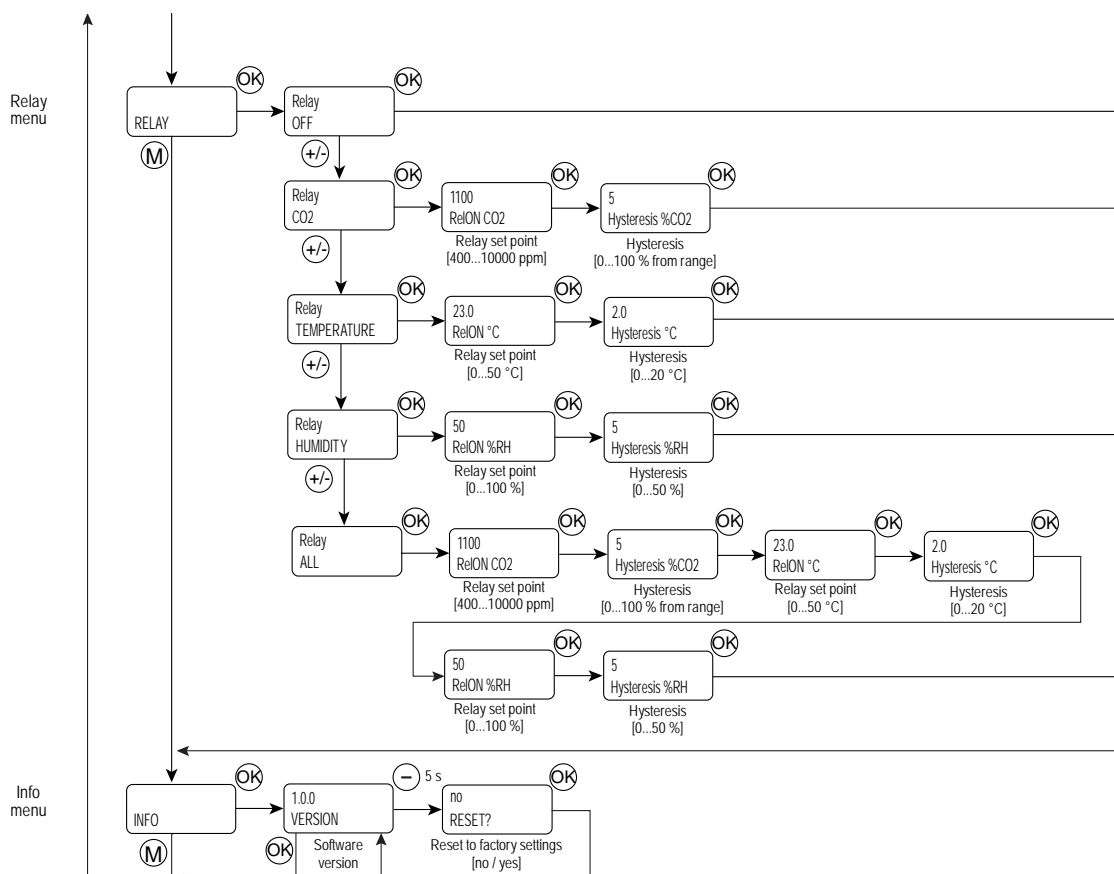 Relay
menu
OK
OK
RELAY
Relay
OFF
M
+/-
OK
OK
OK
Relay
CO2
1100
RelON CO2
5
Hysteresis %CO2
+/-
Relay set point
[400...10000 ppm]
Hysteresis
[0...100 % from range]
OK
OK
OK
Relay
TEMPERATURE
23.0
RelON °C
2.0
Hysteresis °C
+/-
Relay set point
[0...50 °C]
Hysteresis
[0...20 °C]
OK
OK
OK
Relay
HUMIDITY
50
RelON %RH
5
Hysteresis %RH
+/-
Relay set point
[0...100 %]
Hysteresis
[0...50 %]
OK
OK
OK
OK
OK
Relay
ALL
1100
RelON CO2
5
Hysteresis %CO2
23.0
RelON °C
2.0
Hysteresis °C
Relay set point
[400...10000 ppm]
Hysteresis
[0...100 % from range]
Relay set point
[0...50 °C]
Hysteresis
[0...20 °C]
OK
OK
50
RelON %RH
5
Hysteresis %RH
Relay set point
[0...100 %]
Hysteresis
[0...50 %]
Info
menu
OK
− 5 s
OK
INFO
1.0.0
VERSION
no
RESET?
M
OK
Software
version
Reset to factory settings
[no / yes]